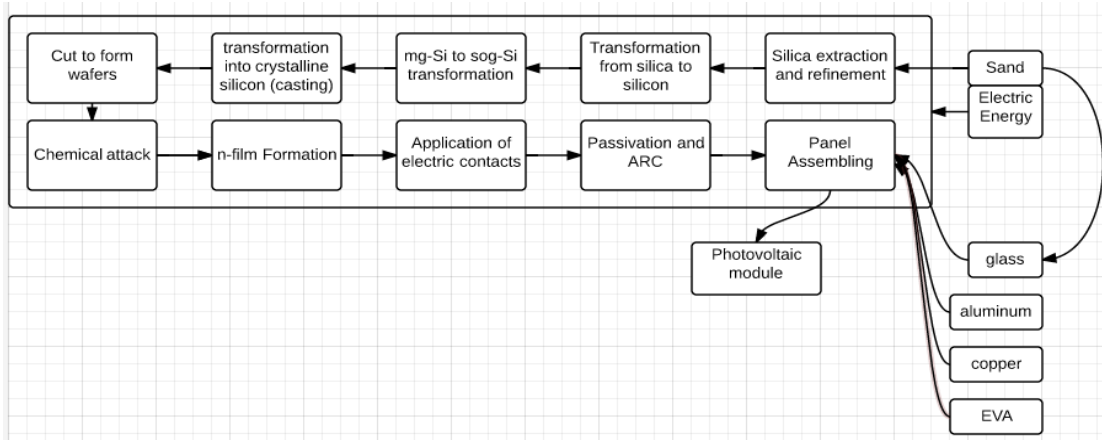 Cut to form
wafers
transformation
into crystalline
silicon (casting)
mg-Si to sog-Si
transformation
Transformation
from silica to
silicon
Silica extraction
and refinement
Sand
Electric
Energy
Chemical attack
n-film Formation
Application of
electric contacts
Passivation and
ARC
Panel
Assembling
Photovoltaic
module
glass
aluminum
copper
EVA